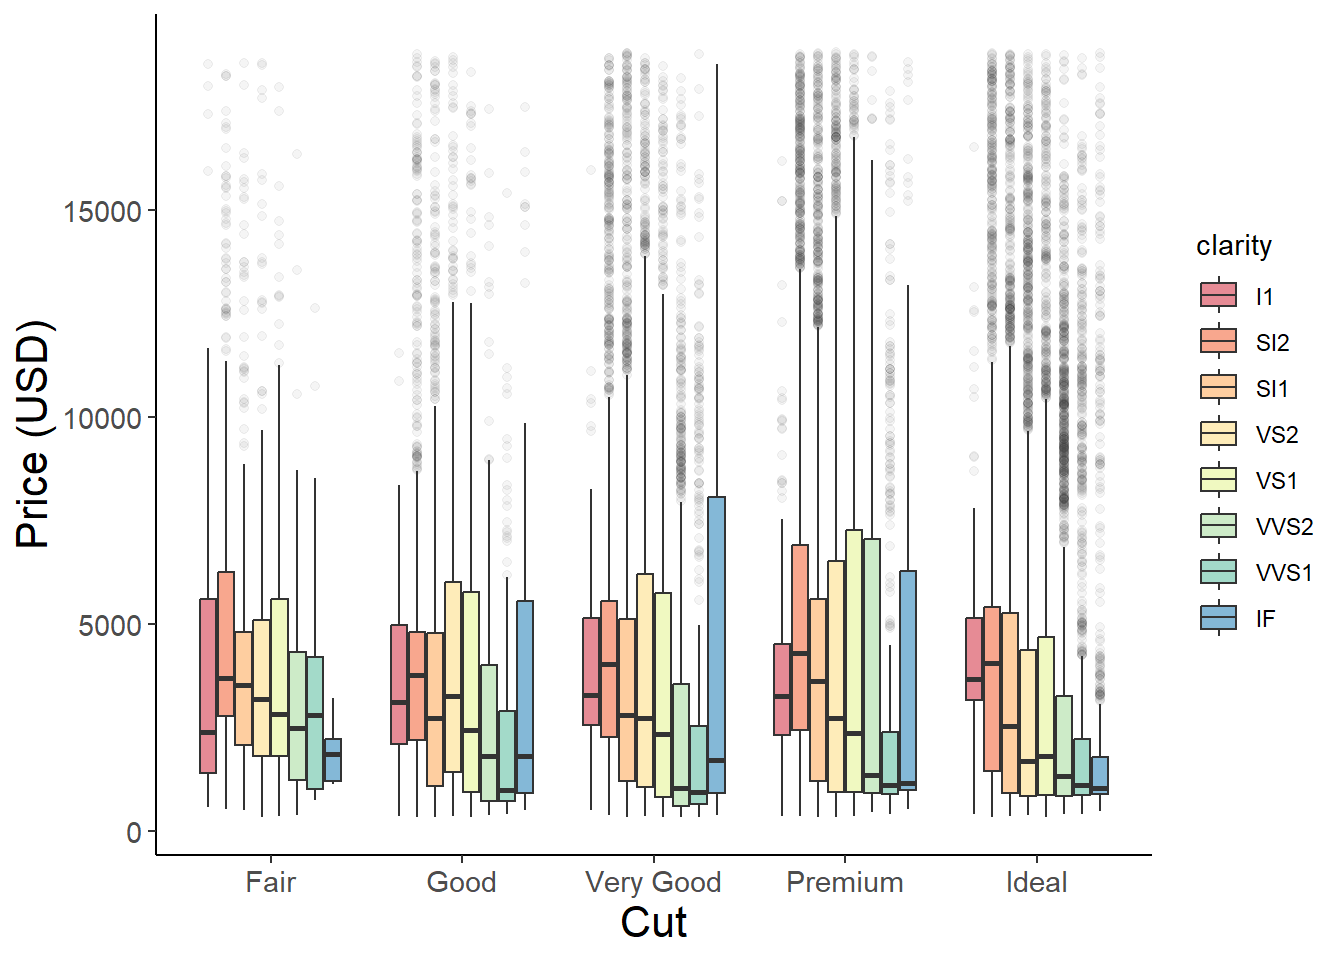 Price (USD)
15000
10000
5000
0
Fair
Good
Very Good
Premium
Ideal
Cut
clarity
I1
SI2
SI1
VS2
VS1
VVS2
VVS1
IF